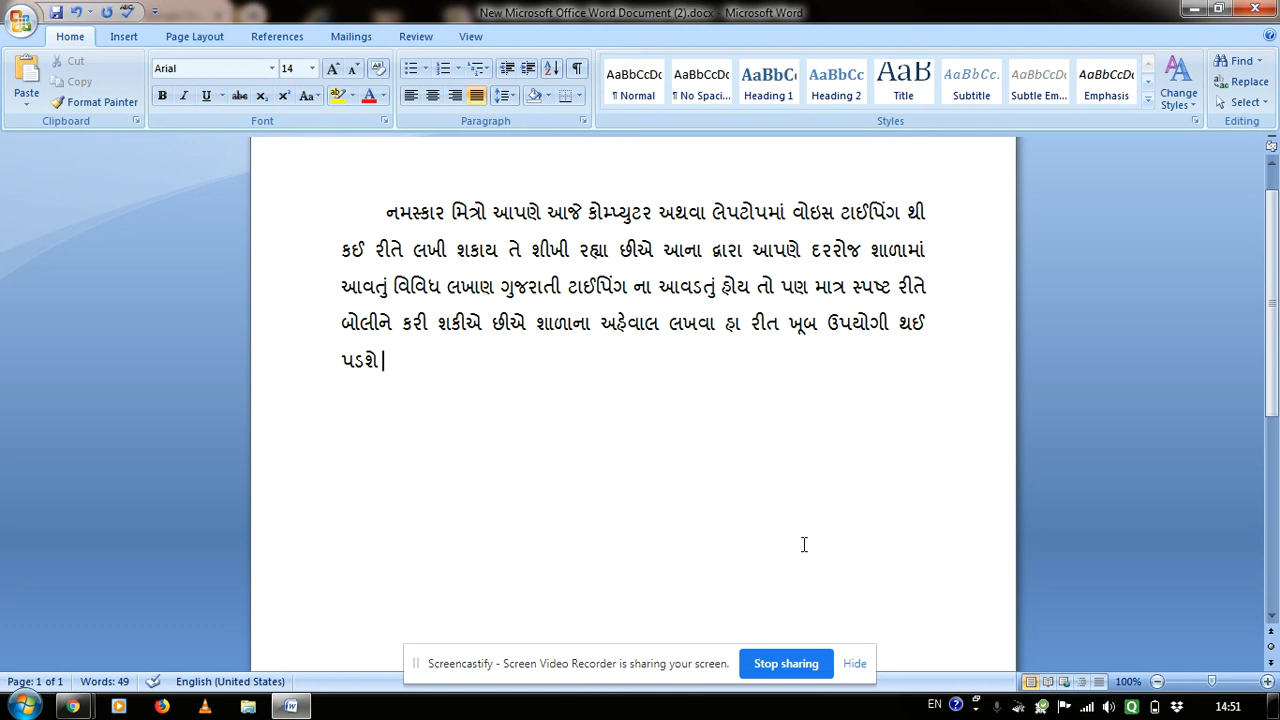 New Microsoft Office Word Document (2).docx - Microsoft Word
Home Insert Page Layout References Mailings Review View
Paste
Cut
Copy
Format Painter
Clipboard
Arial 14
Font
Paragraph
AaBbCcDc AaBbCcDc AaBbCc AaBbCc AaB AaBbCc. AaBbCcDc AaBbCcDc
¶ Normal ¶ No Spaci... Heading 1 Heading 2 Title Subtitle Subtle Em... Emphasis
Change Styles
Styles
Find
Replace
Select
Editing
નમસ્કાર મિત્રો આપણે આજે કોમ્પ્યુટર અથવા લેપટોપમાં વોઇસ ટાઈપિંગ થી
કઈ રીતે લખી શકાય તે શીખી રહ્યા છીએ આના દ્વારા આપણે દરરોજ શાળામાં
આવતું વિવિધ લખાણ ગુજરાતી ટાઈપિંગ ના આવડતું હોય તો પણ માત્ર સ્પષ્ટ રીતે
બોલીને કરી શકીએ છીએ શાળાના અહેવાલ લખવા હા રીત ખૂબ ઉપયોગી થઈ
પડશે
Screencastify - Screen Video Recorder is sharing your screen. Stop sharing Hide
Page: 1 of 1 Words: 49 English (United States) 100%
EN 14:51